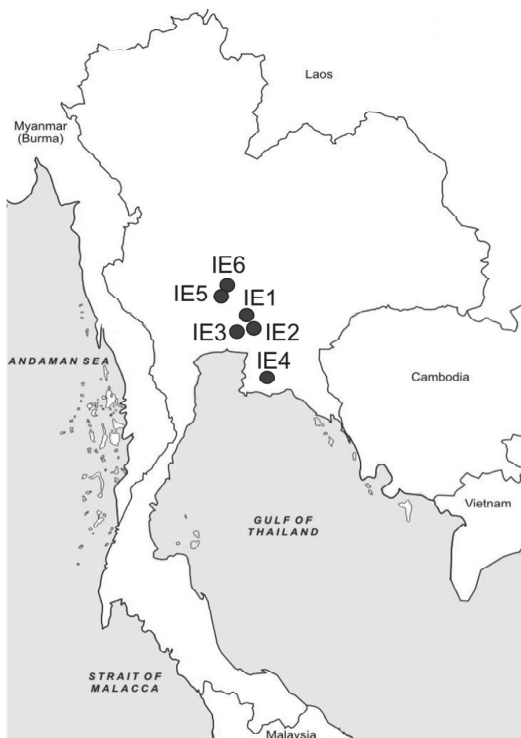 Laos
Myanmar
(Burma)
IE6
IE5
IE1
IE3
IE2
IE4
ANDAMAN SEA
Cambodia
Vietnam
GULF OF
THAILAND
STRAIT OF
MALACCA
Malaysia